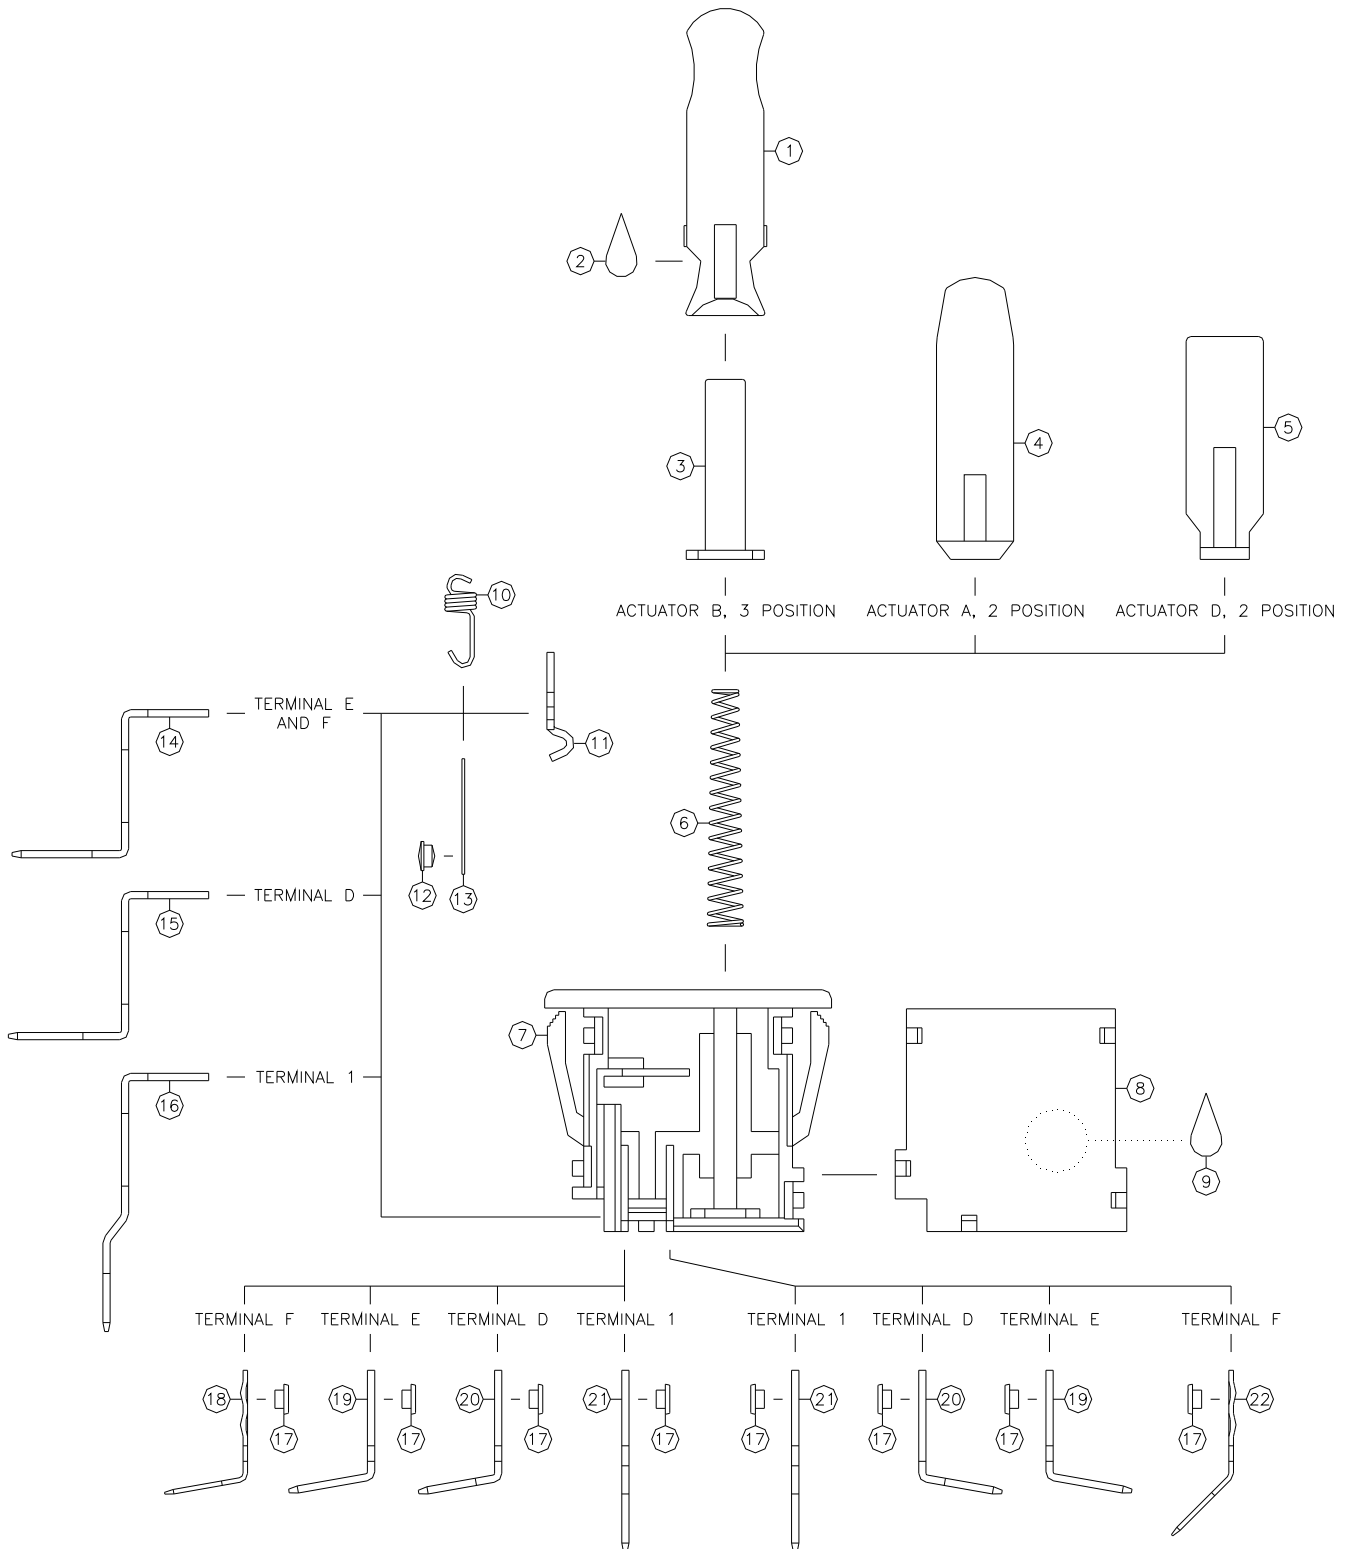 1
2
3
4
5
ACTUATOR B, 3 POSITION
ACTUATOR A, 2 POSITION
ACTUATOR D, 2 POSITION
10
TERMINAL E
AND F
14
11
6
12
13
TERMINAL D
15
7
TERMINAL 1
16
8
9
TERMINAL F
TERMINAL E
TERMINAL D
TERMINAL 1
TERMINAL 1
TERMINAL D
TERMINAL E
TERMINAL F
18
19
20
21
21
20
19
22
17
17
17
17
17
17
17
17